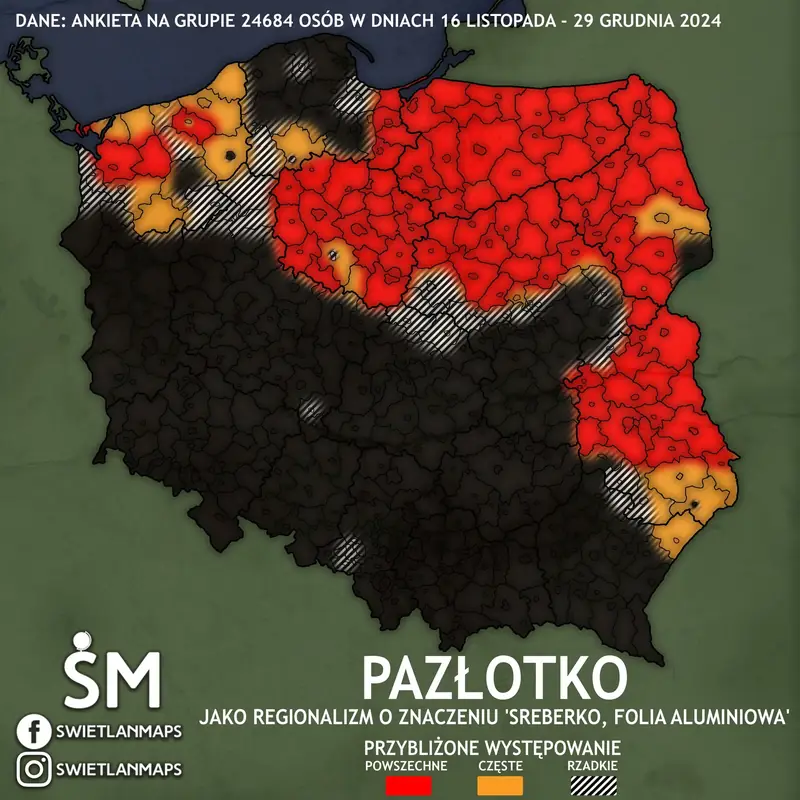 DANE: ANKIETA NA GRUPIE 24684 OSÓB W DNIACH 16 LISTOPADA - 29 GRUDNIA 2024
ŚM
SWIETLANMAPS
SWIETLANMAPS
PAZŁOTKO
JAKO REGIONALIZM O ZNACZENIU 'SREBERKO, FOLIA ALUMINIOWA'
PRZYBLIŻONE WYSTĘPOWANIE
POWSZECHNE CZĘSTE RZADKIE